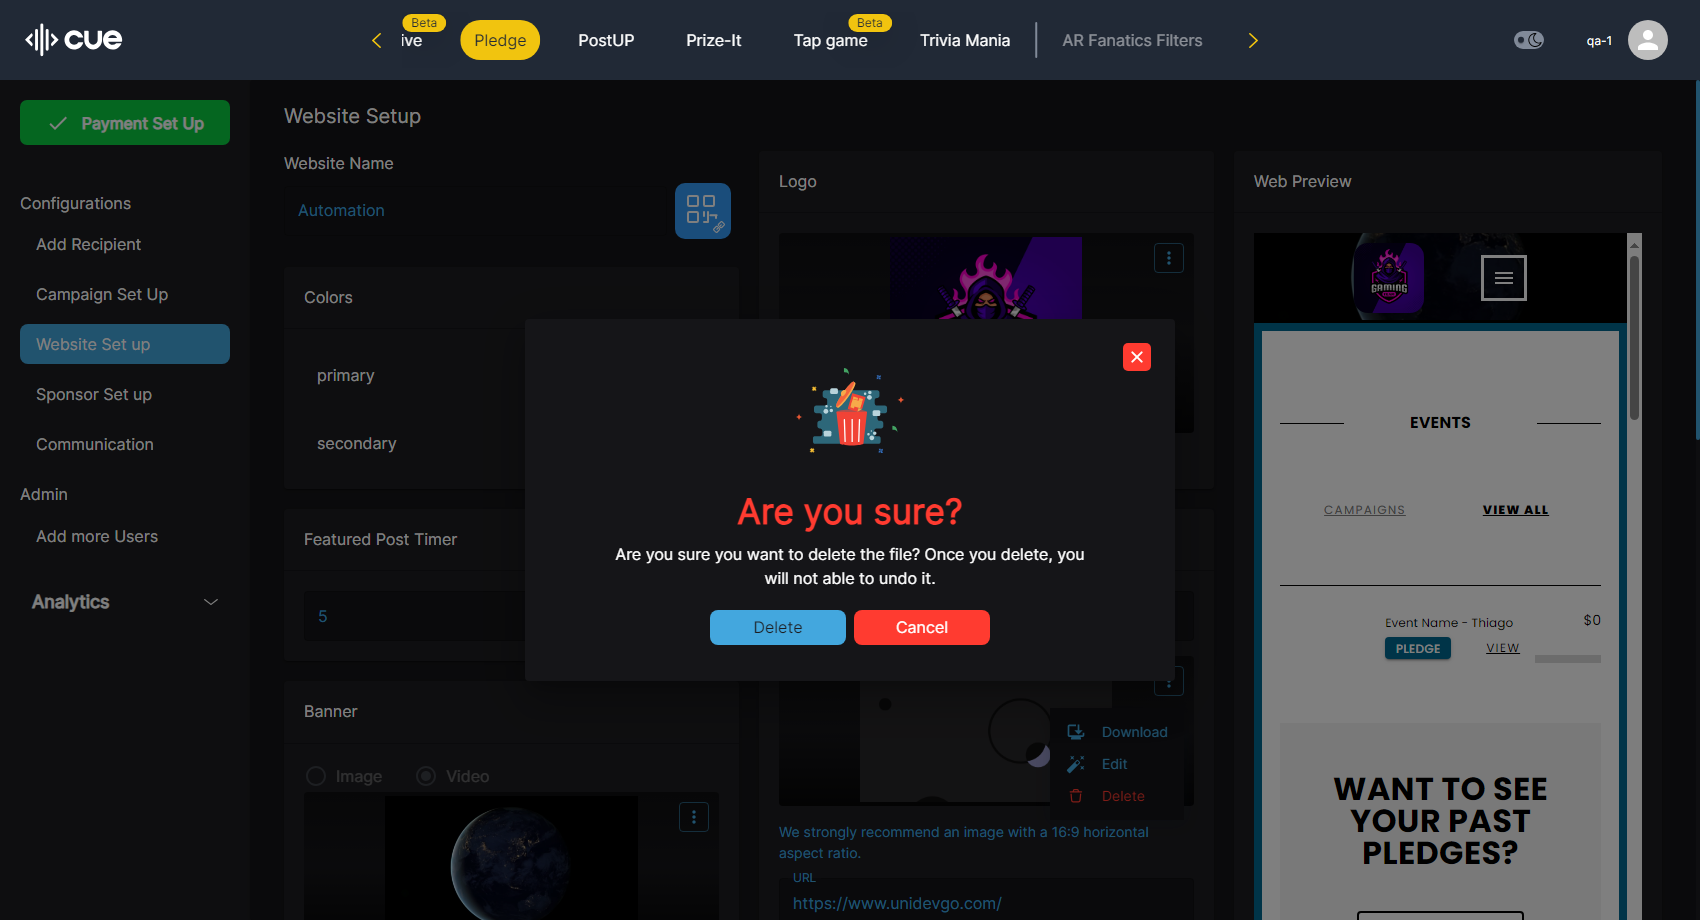 cue
ive
Beta
Pledge
PostUP
Prize-It
Tap game
Beta
Trivia Mania
AR Fanatics Filters
qa-1
Payment Set Up
Configurations
Add Recipient
Campaign Set Up
Website Set up
Sponsor Set up
Communication
Admin
Add more Users
Analytics
Website Setup
Website Name
Automation
Colors
primary
secondary
Featured Post Timer
5
Banner
Image
Video
Logo
Are you sure?
Are you sure you want to delete the file? Once you delete, you
will not able to undo it.
Delete
Cancel
Download
Edit
Delete
We strongly recommend an image with a 16:9 horizontal
aspect ratio.
URL
https://www.unidevgo.com/
Web Preview
GAMING
EVENTS
CAMPAIGNS
VIEW ALL
Event Name - Thiago
$0
PLEDGE
VIEW
WANT TO SEE
YOUR PAST
PLEDGES?